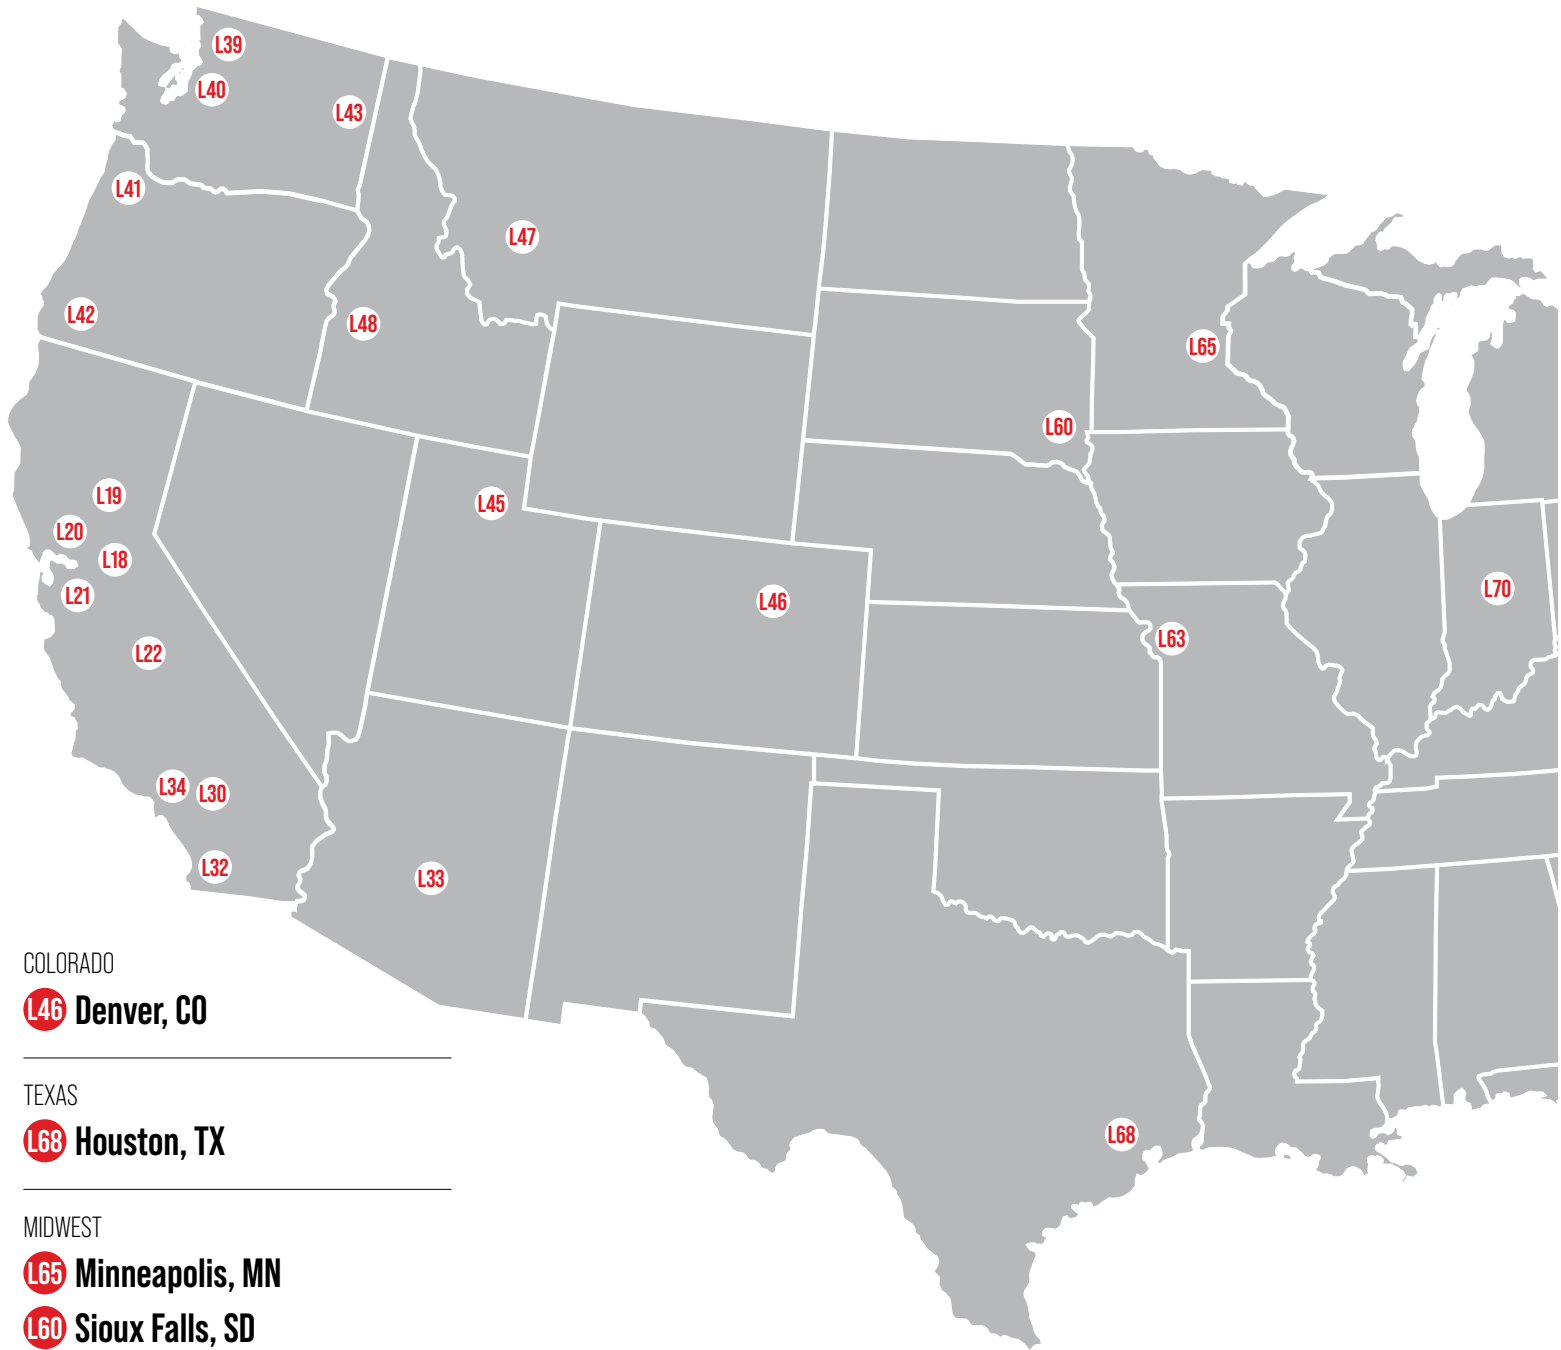 L39
L40
L43
L41
L47
L42
L48
L65
L60
L19
L45
L20
L18
L21
L46
L70
L63
L22
L34
L30
L32
L33
L68
COLORADO
L46 Denver, CO
TEXAS
L68 Houston, TX
MIDWEST
L65 Minneapolis, MN
L60 Sioux Falls, SD